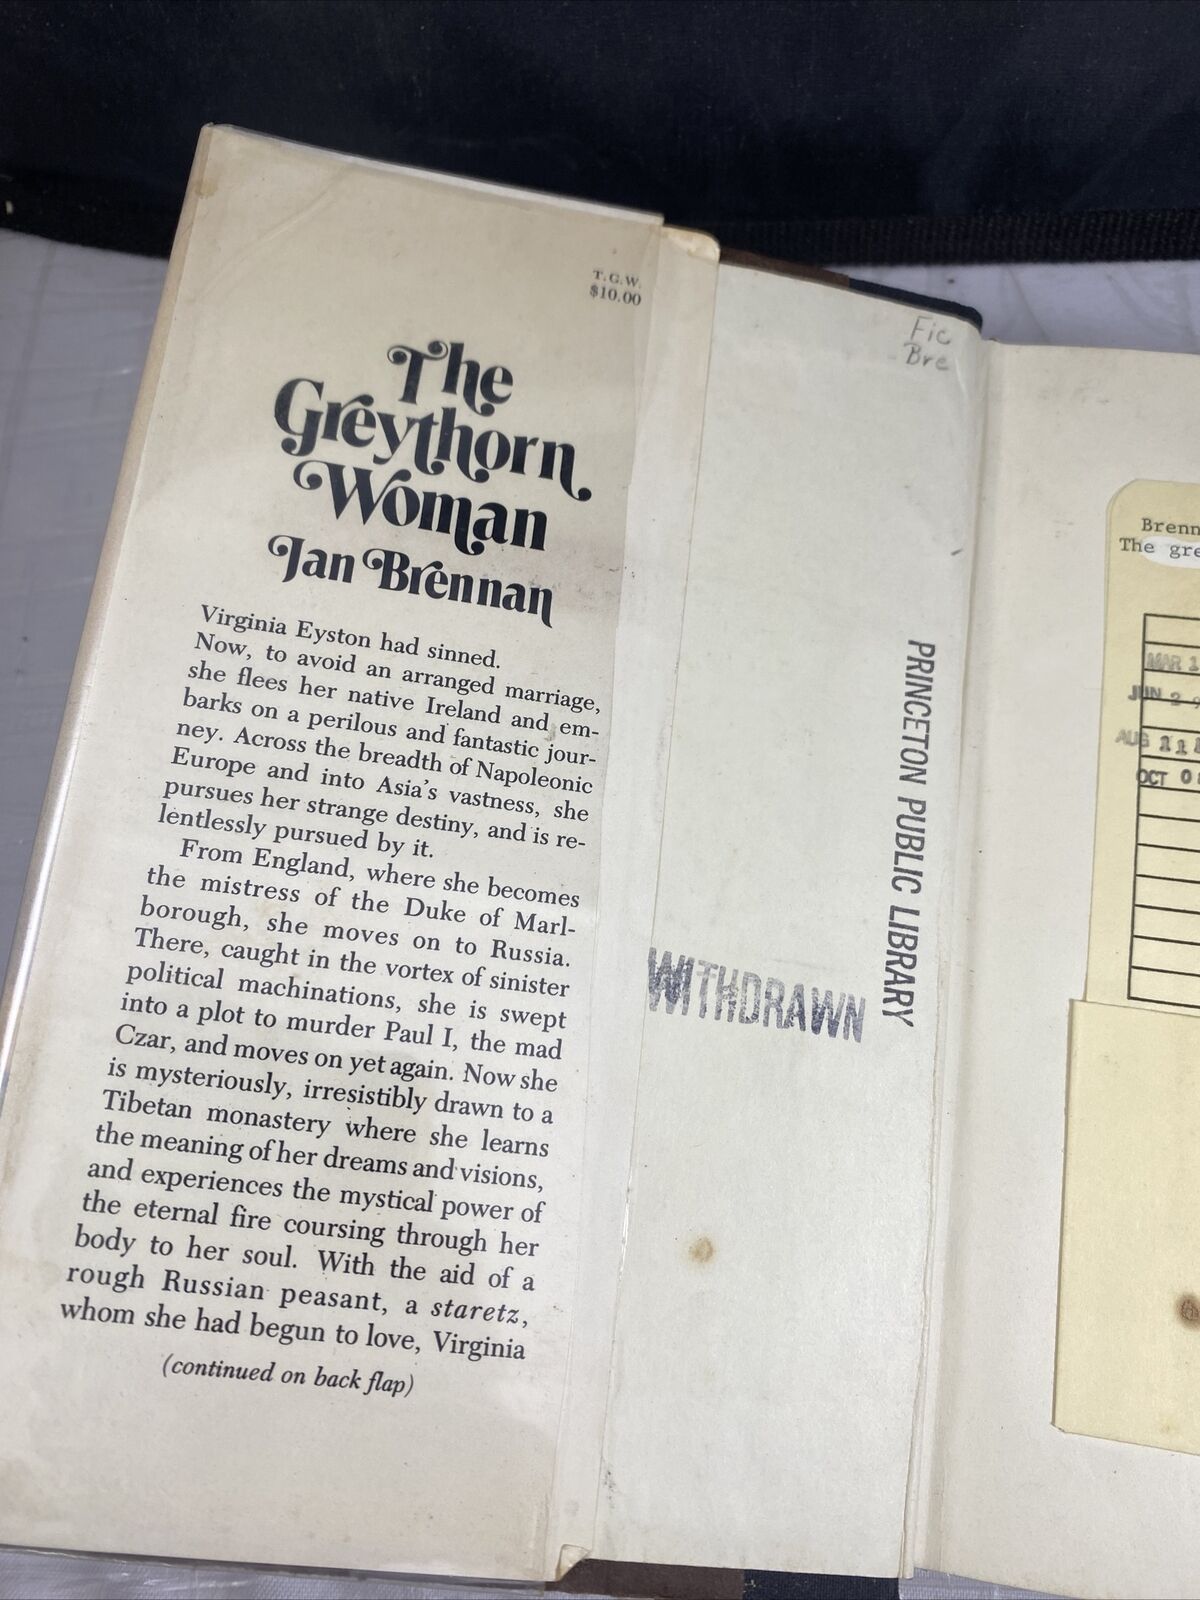 T.G.W.
$10.00
The
Greythorn
Woman
Jan Brennan
Virginia Eyston had sinned.
Now, to avoid an arranged marriage,
she flees her native Ireland and em-
barks on a perilous and fantastic jour-
ney. Across the breadth of Napoleonic
Europe and into Asia's vastness, she
pursues her strange destiny, and is re-
lentlessly pursued by it.
From England, where she becomes
the mistress of the Duke of Marl-
borough, she moves on to Russia.
There, caught in the vortex of sinister
political machinations, she is swept
into a plot to murder Paul I, the mad
Czar, and moves on yet again. Now she
is mysteriously, irresistibly drawn to a
Tibetan monastery where she learns
the meaning of her dreams and visions,
and experiences the mystical power of
the eternal fire coursing through her
body to her soul. With the aid of a
rough Russian peasant, a staretz,
whom she had begun to love, Virginia
(continued on back flap)
Fic
Bre
PRINCETON PUBLIC LIBRARY
WITHDRAWN
Brenn
The gre
MAR 1
JUN 2
AUG 11
OCT 0